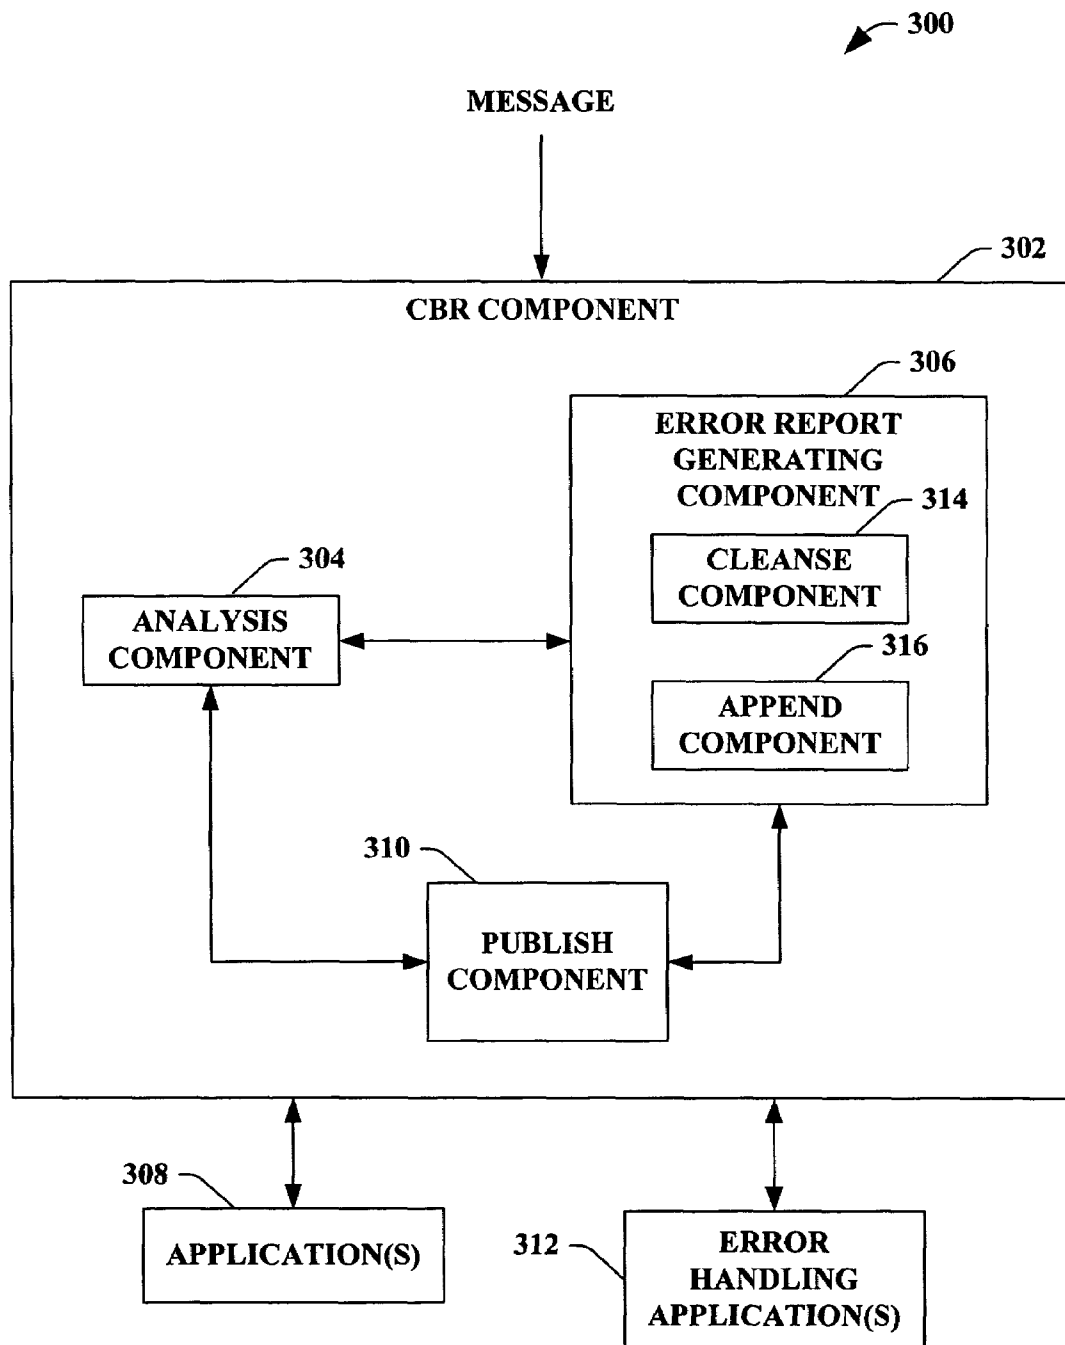 300
MESSAGE
302
CBR COMPONENT
306
ERROR REPORT
GENERATING
COMPONENT
314
CLEANSE
COMPONENT
304
ANALYSIS
COMPONENT
316
APPEND
COMPONENT
310
PUBLISH
COMPONENT
308
APPLICATION(S)
312
ERROR
HANDLING
APPLICATION(S)